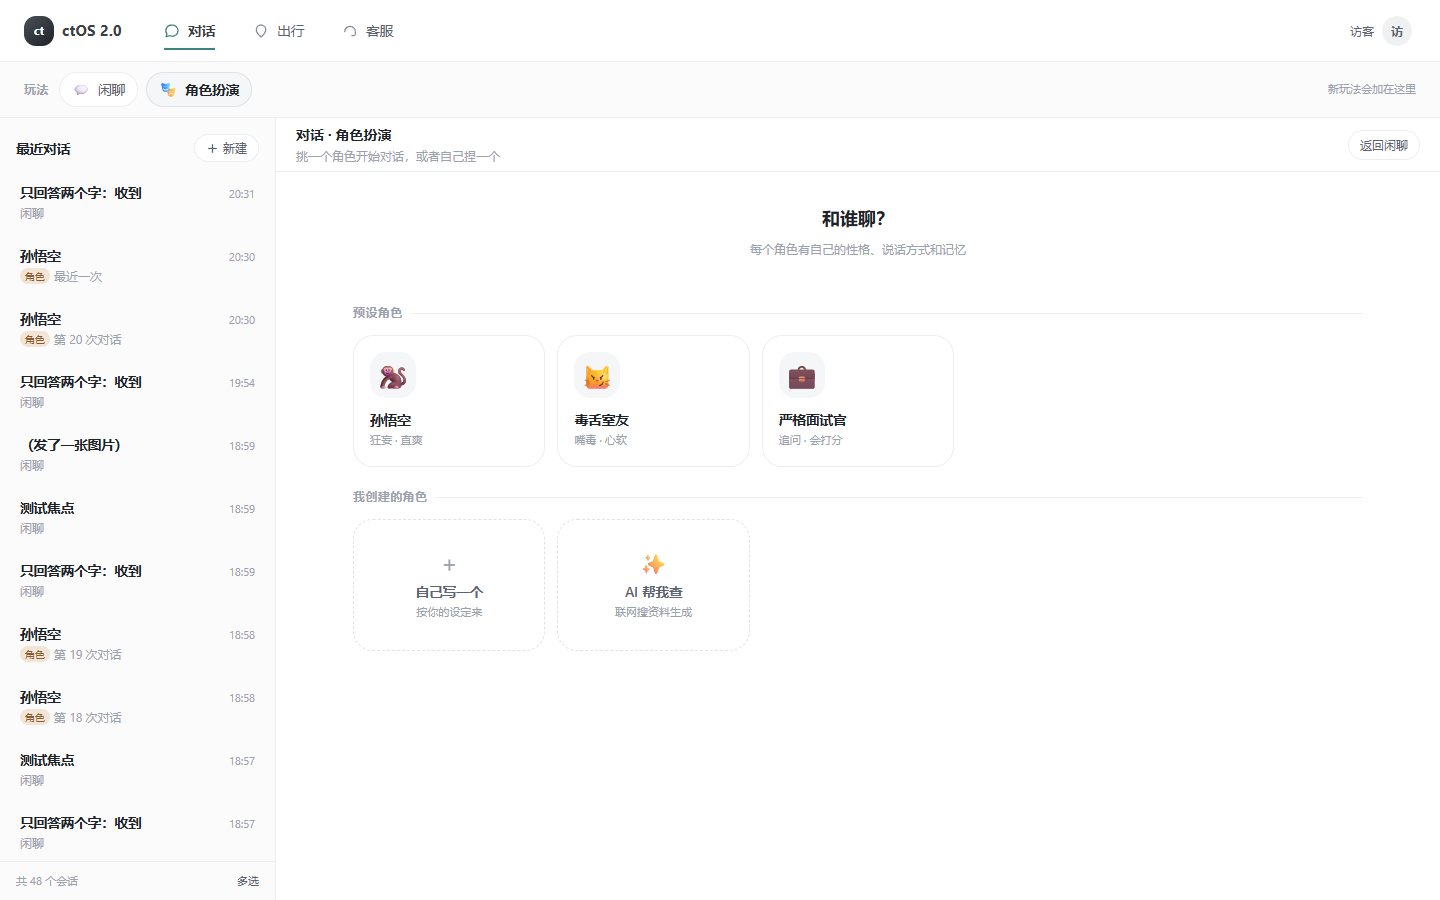 ct ctOS 2.0 对话 出行 客服 访客 访
玩法 闲聊 角色扮演 新玩法会加在这里
最近对话 + 新建
只回答两个字：收到 20:31
闲聊
孙悟空 20:30
角色 最近一次
孙悟空 20:30
角色 第 20 次对话
只回答两个字：收到 19:54
闲聊
（发了一张图片） 18:59
闲聊
测试焦点 18:59
闲聊
只回答两个字：收到 18:59
闲聊
孙悟空 18:58
角色 第 19 次对话
孙悟空 18:58
角色 第 18 次对话
测试焦点 18:57
闲聊
只回答两个字：收到 18:57
闲聊
共 48 个会话 多选
对话 · 角色扮演
挑一个角色开始对话，或者自己捏一个
返回闲聊
和谁聊？
每个角色有自己的性格、说话方式和记忆
预设角色
孙悟空
狂妄 · 直爽
毒舌室友
嘴毒 · 心软
严格面试官
追问 · 会打分
我创建的角色
+
自己写一个
按你的设定来
AI 帮我查
联网搜资料生成